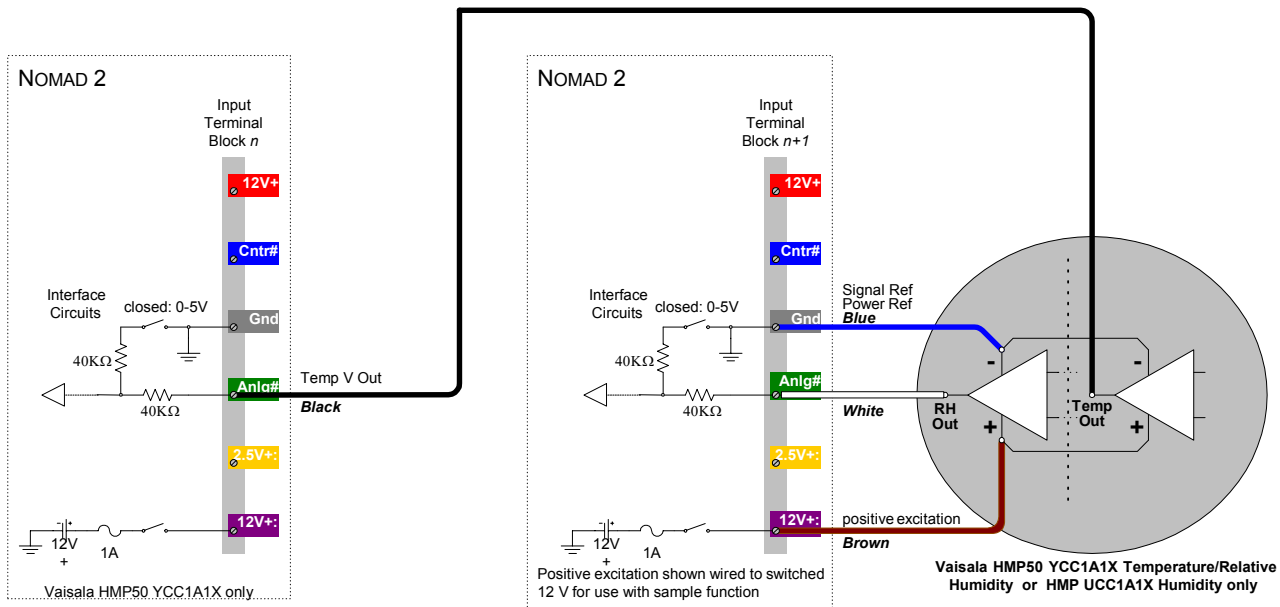 NOMAD 2
Input
Terminal
Block n
12V+
Cntr#
Interface
Circuits
closed: 0-5V
Gnd
40KΩ
Anlg#
40KΩ
Temp V Out
Black
2.5V+:
12V+:
12V
+
1A
- +
Vaisala HMP50 YCC1A1X only
NOMAD 2
Input
Terminal
Block n+1
12V+
Cntr#
Interface
Circuits
closed: 0-5V
Gnd
Signal Ref
Power Ref
Blue
40KΩ
Anlg#
40KΩ
White
2.5V+:
12V+:
positive excitation
Brown
12V
+
1A
- +
Positive excitation shown wired to switched
12 V for use with sample function
-
-
RH
Out
Temp
Out
+
+
Vaisala HMP50 YCC1A1X Temperature/Relative
Humidity or HMP UCC1A1X Humidity only